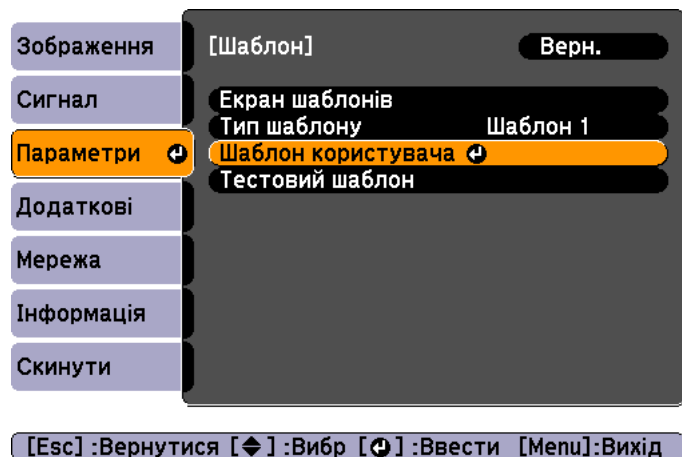 Зображення
Сигнал
Параметри
Додаткові
Мережа
Інформація
Скинути
[Шаблон] Верн.
Екран шаблонів
Тип шаблону Шаблон 1
Шаблон користувача
Тестовий шаблон
[Esc] :Вернутися [◆] :Вибр [⏎] :Ввести [Menu]:Вихід